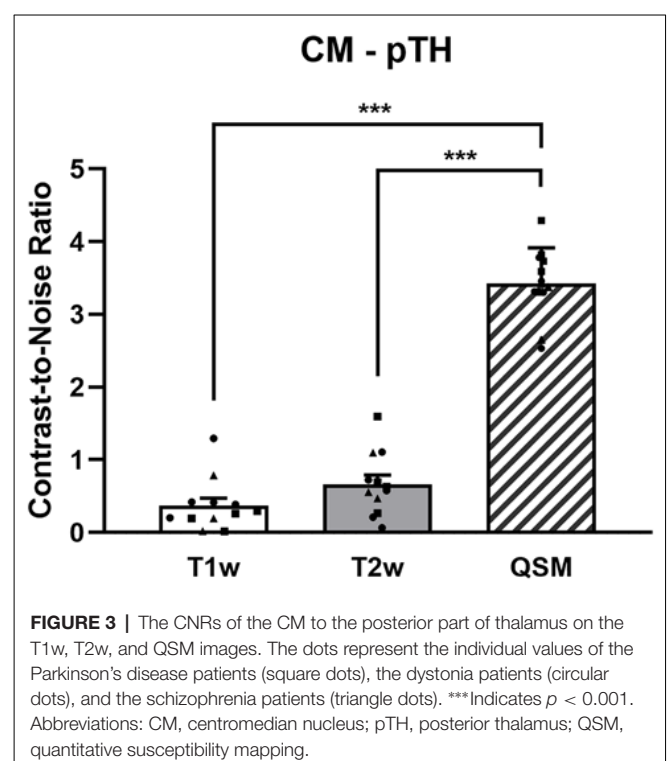 CM - pTH
***
***
Contrast-to-Noise Ratio
5
4
3
2
1
0
T1w
T2w
QSM
FIGURE 3 | The CNRs of the CM to the posterior part of thalamus on the
T1w, T2w, and QSM images. The dots represent the individual values of the
Parkinson's disease patients (square dots), the dystonia patients (circular
dots), and the schizophrenia patients (triangle dots). ***Indicates p < 0.001.
Abbreviations: CM, centromedian nucleus; pTH, posterior thalamus; QSM,
quantitative susceptibility mapping.